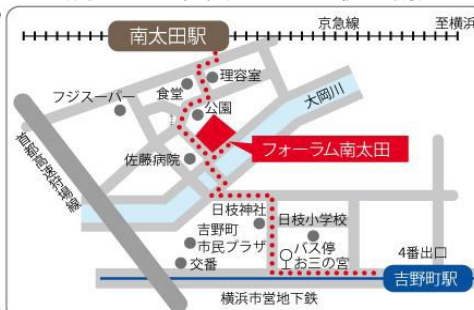 京急線
至横浜
南太田駅
理容室
食堂
フジスーパー
公園
大岡川
首都高速狩場線
佐藤病院
フォーラム南太田
日枝神社
日枝小学校
吉野町
市民プラザ
バス停
お三の宮
4番出口
交番
吉野町駅
横浜市営地下鉄